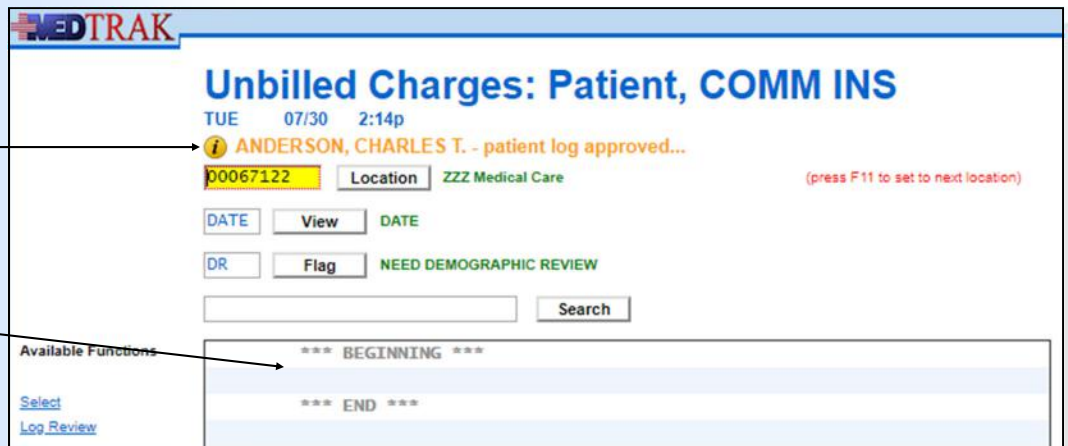 MEDTRAK
Unbilled Charges: Patient, COMM INS
TUE 07/30 2:14p
i ANDERSON, CHARLES T. - patient log approved...
00067122 Location ZZZ Medical Care (press F11 to set to next location)
DATE View DATE
DR Flag NEED DEMOGRAPHIC REVIEW
Search
Available Functions *** BEGINNING ***
Select *** END ***
Log Review